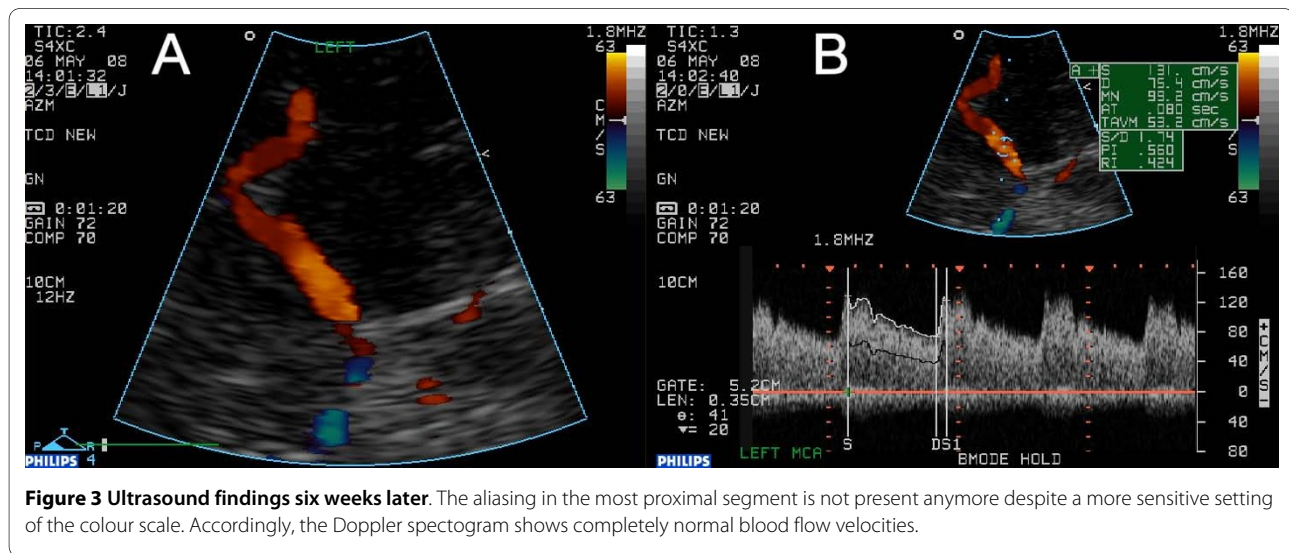 TIC:2.4
S4XC
06 MAY 08
14:01:32
2/3/E/L1/J
AZM
TCD NEW
GN
0:01:20
GAIN 72
COMP 70
10CM
12HZ
A
LEFT
1.8MHZ
63
C
M
/
S
63
P T R
4
PHILIPS
TIC:1.3
S4XC
06 MAY 08
14:02:40
2/0/E/L1/J
AZM
TCD NEW
GN
0:01:20
GAIN 72
COMP 70
10CM
B
1.8MHZ
63
63
A + S 131. cm/s
D 75.4 cm/s
MN 93.2 cm/s
AT .080 sec
TAVM 53.2 cm/s
S/D 1.74
PI .560
RI .424
1.8MHZ
160
120
80
40
0
40
80
+CM/S-
GATE: 5.2CM
LEN: 0.35CM
θ: 41
▼= 20
S DS1
LEFT MCA
BMODE HOLD
PHILIPS
Figure 3 Ultrasound findings six weeks later. The aliasing in the most proximal segment is not present anymore despite a more sensitive setting
of the colour scale. Accordingly, the Doppler spectogram shows completely normal blood flow velocities.